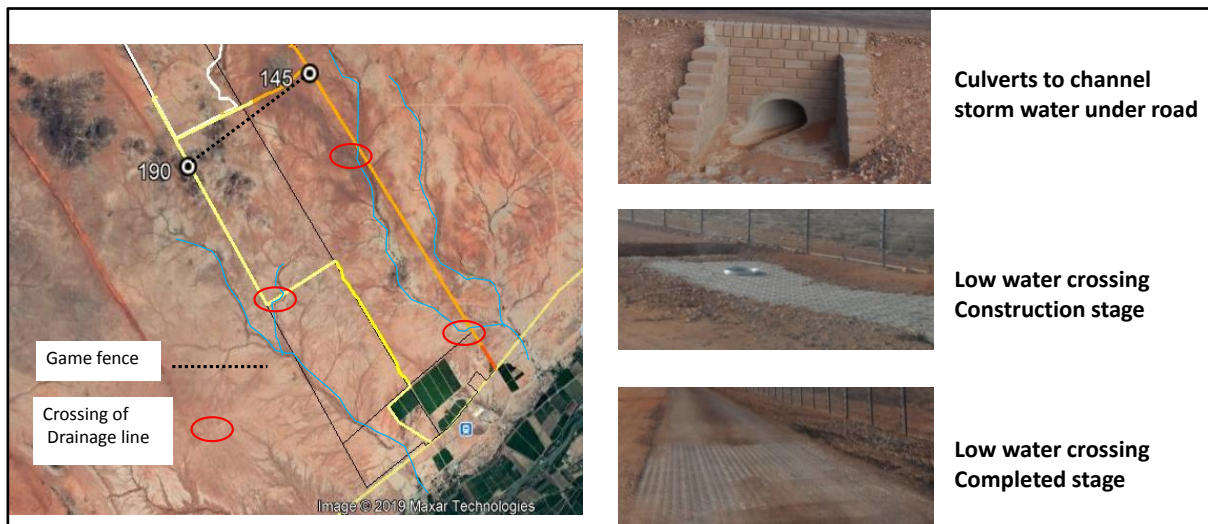 145
190
Game fence
Crossing of
Drainage line
Image © 2019 Maxar Technologies
Culverts to channel
storm water under road
Low water crossing
Construction stage
Low water crossing
Completed stage